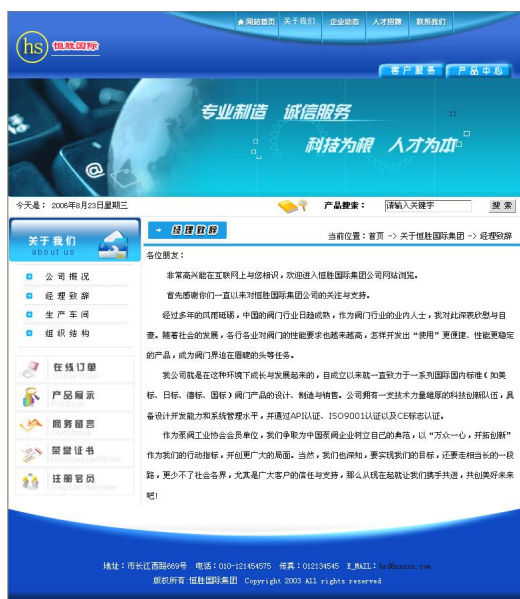 网站首页 关于我们 企业动态 人才招聘 联系我们
hs 恒胜国际
客户服务 产品中心
专业制造 诚信服务
科技为根 人才为本
@
今天是： 2006年8月23日星期三 产品搜索： 请输入关键字 搜 索
关于我们
about us
公司概况
经理致辞
生产车间
组织结构
在线订单
产品展示
商务留言
荣誉证书
注册会员
经理致辞
当前位置：首页 -> 关于恒胜国际集团 -> 经理致辞
各位朋友：
非常高兴能在互联网上与您相识，欢迎进入恒胜国际集团公司网站浏览。
首先感谢你们一直以来对恒胜国际集团公司的关注与支持。
经过多年的风雨砥砺，中国的阀门行业日趋成熟，作为阀门行业的业内人士，我对此深表欣慰与自
豪。随着社会的发展，各行各业对阀门的性能要求也越来越高，怎样开发出“使用”更便捷、性能更稳定
的产品，成为阀门界迫在眉睫的头等任务。
我公司就是在这种环境下成长与发展起来的，自成立以来就一直致力于一系列国际国内标准（如美
标、日标、德标、国标）阀门产品的设计、制造与销售。公司拥有一支技术力量雄厚的科技创新队伍，具
备设计开发能力和系统管理水平，并通过API认证、ISO9001认证以及CE标志认证。
作为泵阀工业协会会员单位，我们争取为中国泵阀企业树立自己的典范，以“万众一心，开拓创新”
作为我们的行动指标，开创更广大的局面。当然，我们也深知，要实现我们的目标，还要走相当长的一段
路，更少不了社会各界，尤其是广大客户的信任与支持，那么从现在起就让我们携手共进，共创美好未来
吧！
地址：市长江西路669号 电话：010-121454575 传真：012134545 E_MAIL：
版权所有 恒胜国际集团 Copyright 2003 All rights reserved